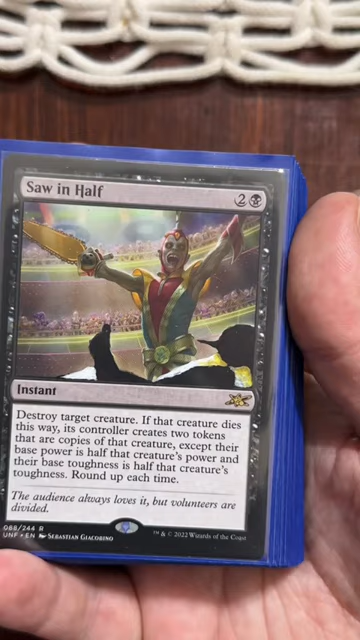 Saw in Half
2
Instant
Destroy target creature. If that creature dies
this way, its controller creates two tokens
that are copies of that creature, except their
base power is half that creature's power and
their base toughness is half that creature's
toughness. Round up each time.
The audience always loves it, but volunteers are
divided.
088/244 R
UNF • EN Sebastian Giacobino
™ & © 2022 Wizards of the Coast